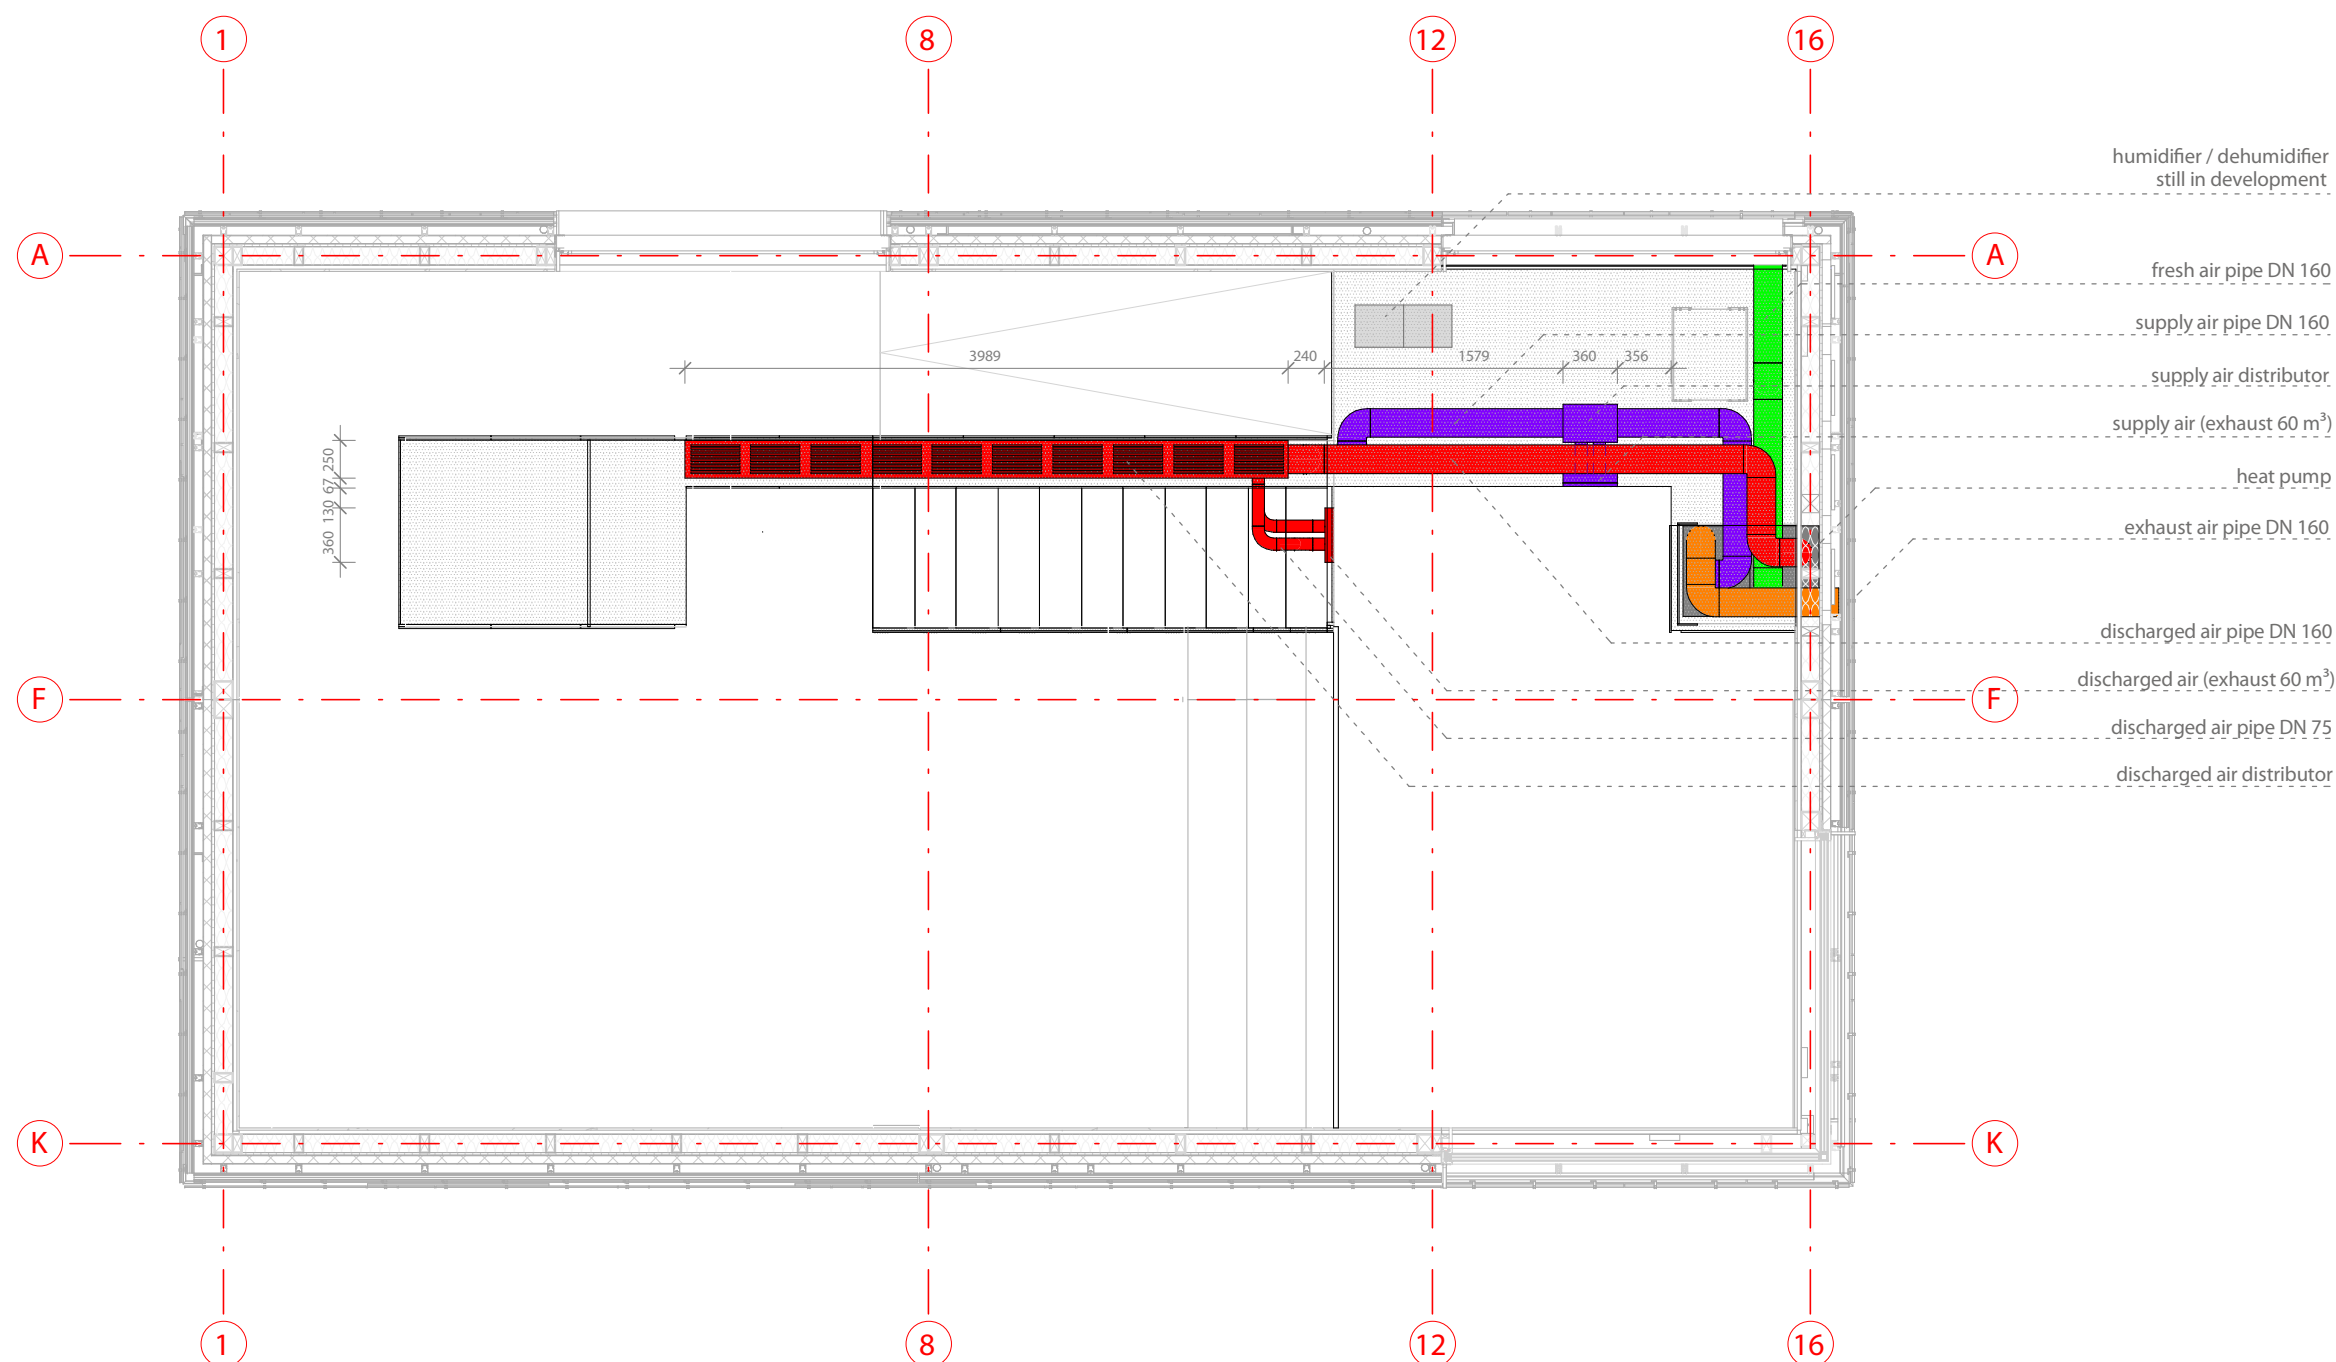 1
8
12
16
humidifier / dehumidifier
still in development
A
A
fresh air pipe DN 160
supply air pipe DN 160
3989
240
1579
360
356
supply air distributor
supply air (exhaust 60 m³)
250
67
130
360
heat pump
exhaust air pipe DN 160
discharged air pipe DN 160
discharged air (exhaust 60 m³)
F
F
discharged air pipe DN 75
discharged air distributor
K
K
1
8
12
16